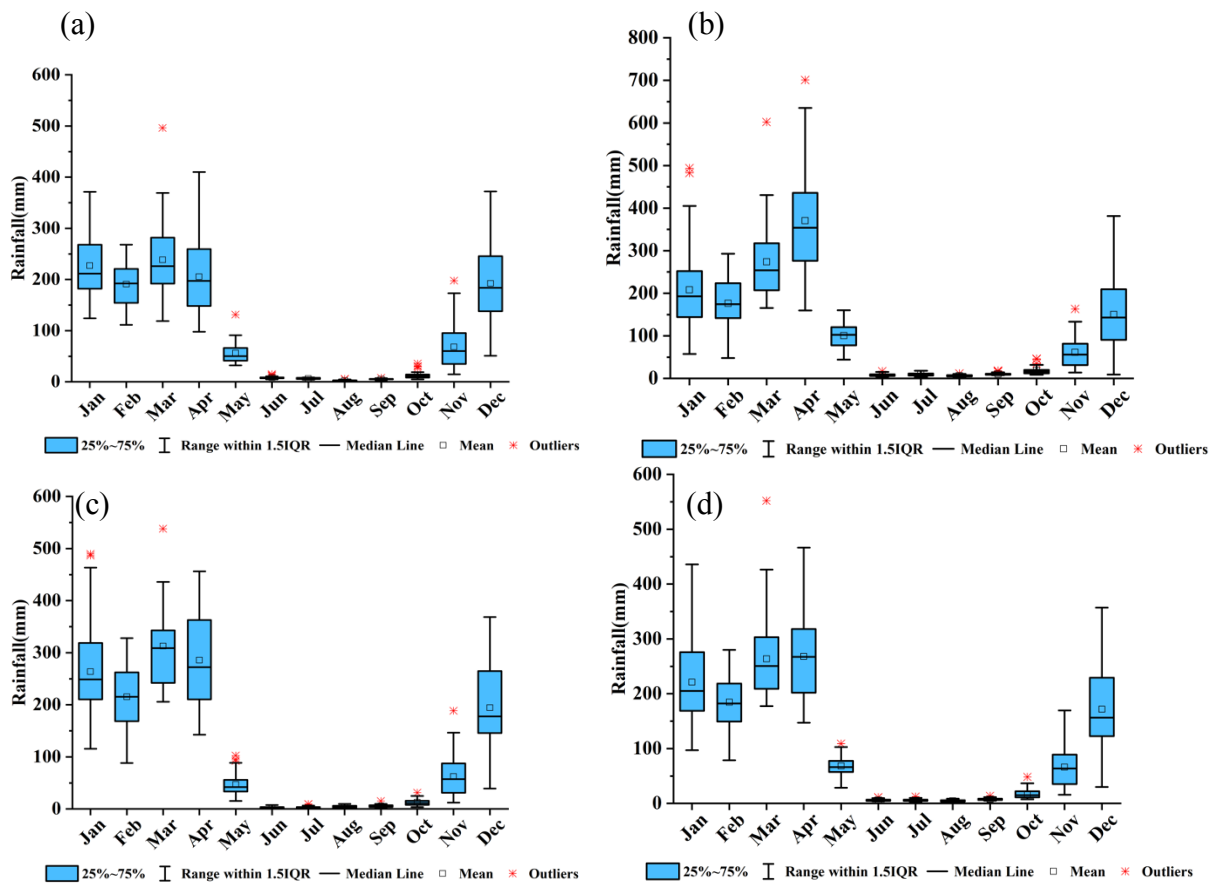 (a)
600
500
400
300
200
100
0
Rainfall(mm)
Jan Feb Mar Apr May Jun Jul Aug Sep Oct Nov Dec
25%~75% Range within 1.5IQR Median Line Mean Outliers
(b)
800
700
600
500
400
300
200
100
0
Rainfall(mm)
Jan Feb Mar Apr May Jun Jul Aug Sep Oct Nov Dec
25%~75% Range within 1.5IQR Median Line Mean Outliers
(c)
600
500
400
300
200
100
0
Rainfall(mm)
Jan Feb Mar Apr May Jun Jul Aug Sep Oct Nov Dec
25%~75% Range within 1.5IQR Median Line Mean Outliers
(d)
600
500
400
300
200
100
0
Rainfall(mm)
Jan Feb Mar Apr May Jun Jul Aug Sep Oct Nov Dec
25%~75% Range within 1.5IQR Median Line Mean Outliers